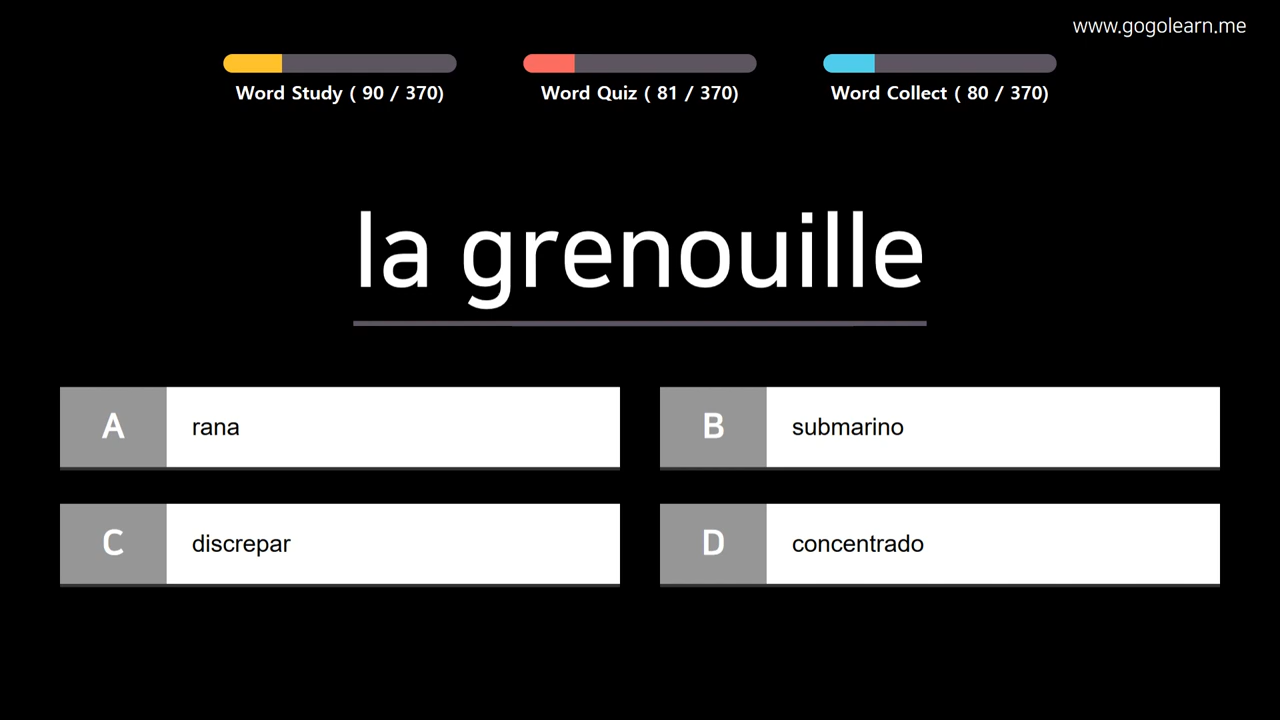 www.gogolearn.me
Word Study ( 90 / 370)
Word Quiz ( 81 / 370)
Word Collect ( 80 / 370)
la grenouille
A rana
B submarino
C discrepar
D concentrado